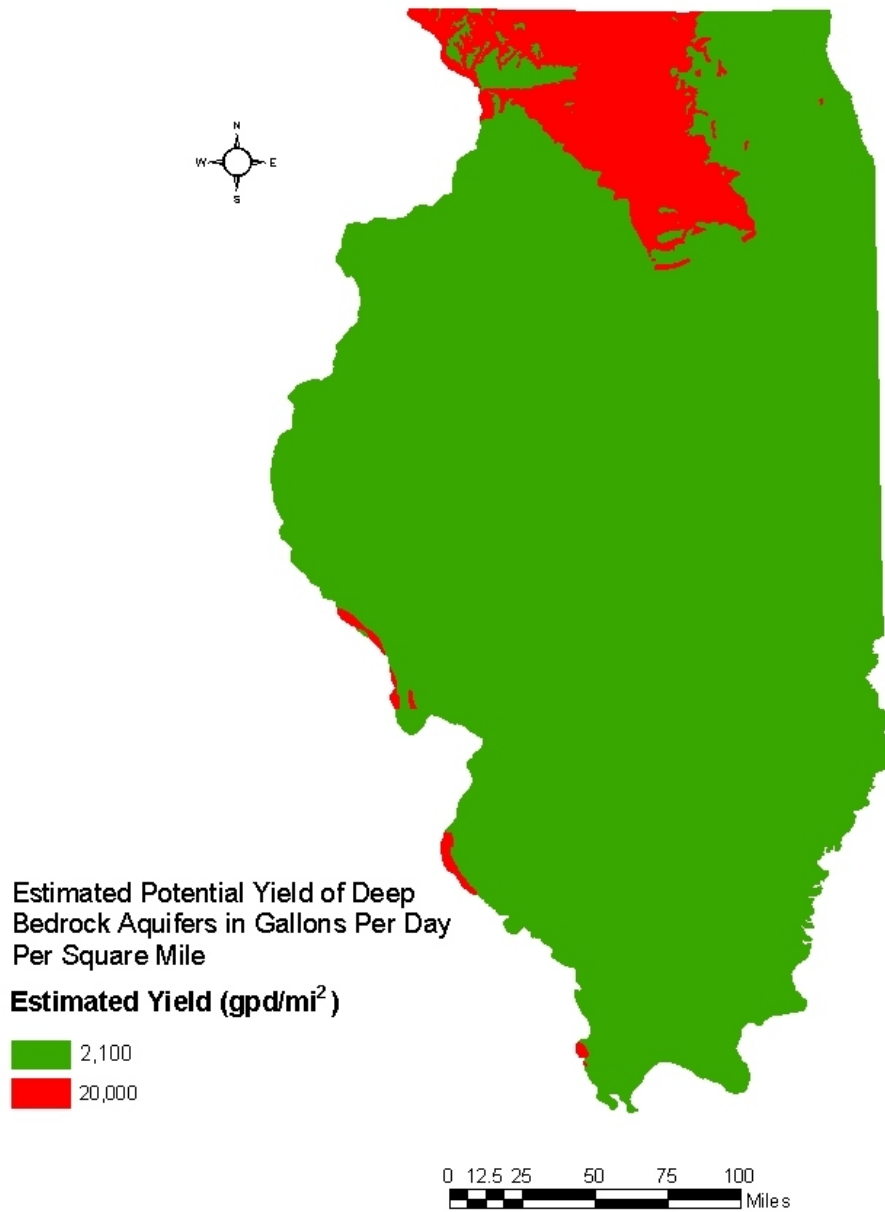 N
W E
S
Estimated Potential Yield of Deep
Bedrock Aquifers in Gallons Per Day
Per Square Mile
Estimated Yield (gpd/mi²)
2,100
20,000
0 12.5 25 50 75 100
Miles